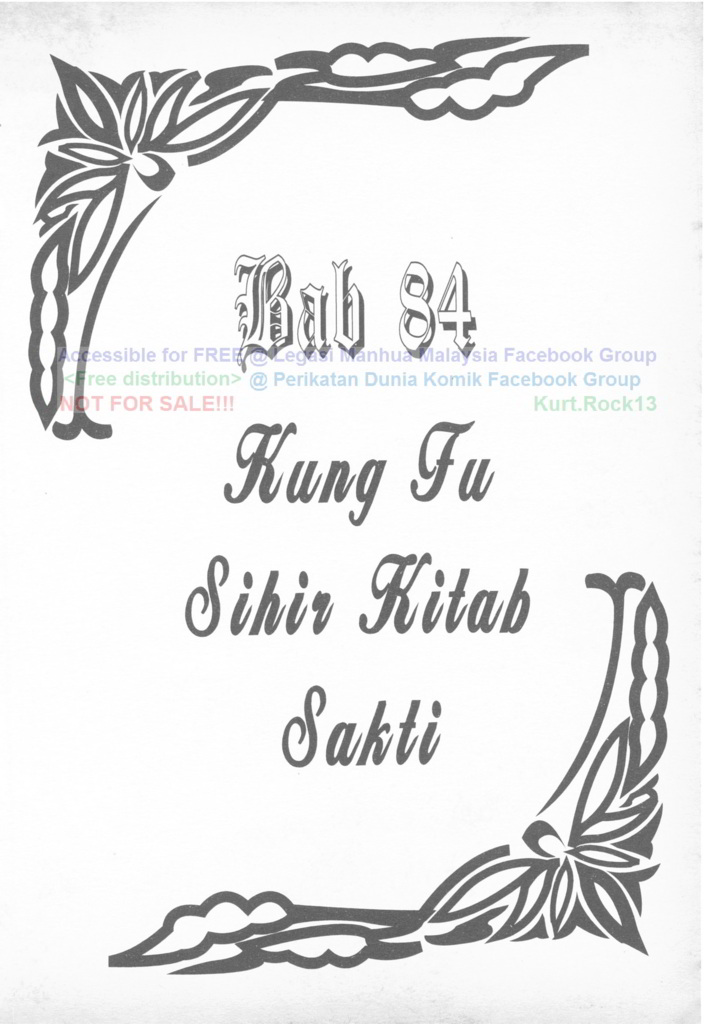 Bab 84
Accessible for FREE @ Legasi Manhua Malaysia Facebook Group
<Free distribution> @ Perikatan Dunia Komik Facebook Group
NOT FOR SALE!!! Kurt.Rock13
Kung Fu
Sihir Kitab
Sakti